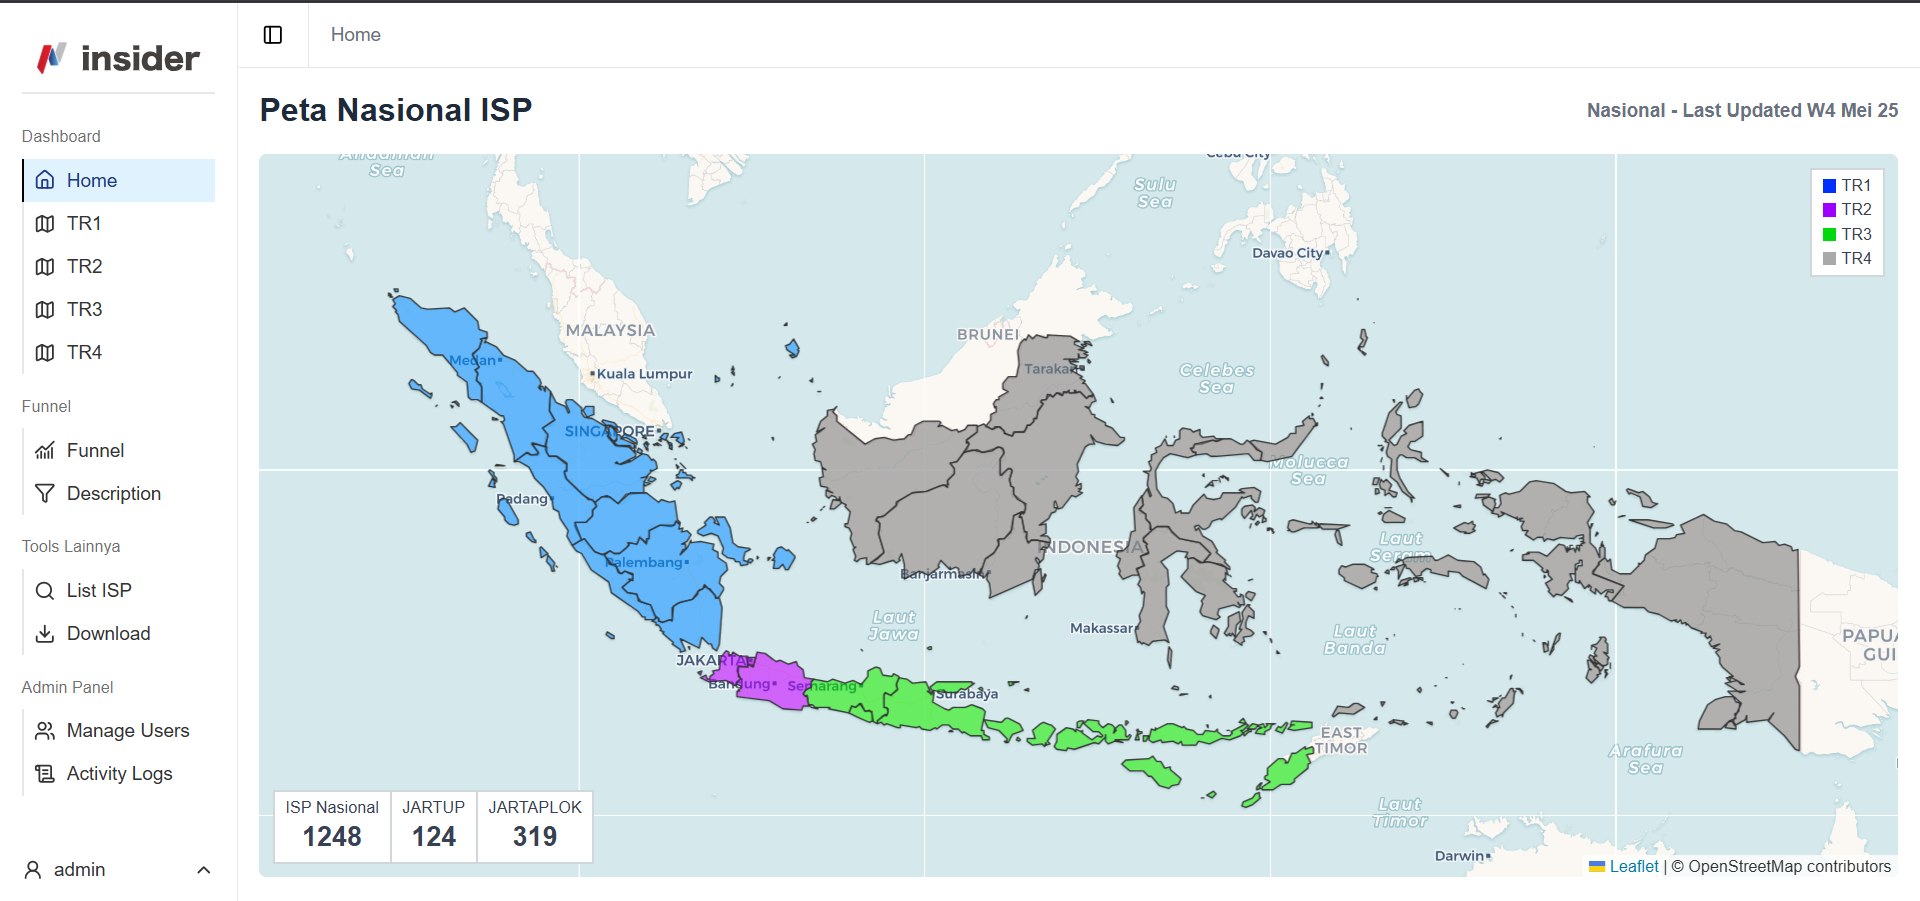 insider
Dashboard
Home
TR1
TR2
TR3
TR4
Funnel
Funnel
Description
Tools Lainnya
List ISP
Download
Admin Panel
Manage Users
Activity Logs
admin
Home
Peta Nasional ISP
Nasional - Last Updated W4 Mei 25
Andaman
Sea
Cebu City
Sulu
Sea
Davao City
MALAYSIA
BRUNEI
Medan
Kuala Lumpur
Tarakan
Celebes
Sea
SINGAPORE
Molucca
Sea
Padang
INDONESIA
Laut
Seram
Palembang
Banjarmasin
Laut
Jawa
Makassar
Laut
Banda
PAPUA
GUI
JAKARTA
Bandung
Semarang
Surabaya
EAST
TIMOR
Arafura
Sea
Laut
Timor
Darwin
TR1
TR2
TR3
TR4
ISP Nasional
1248
JARTUP
124
JARTAPLOK
319
Leaflet | © OpenStreetMap contributors